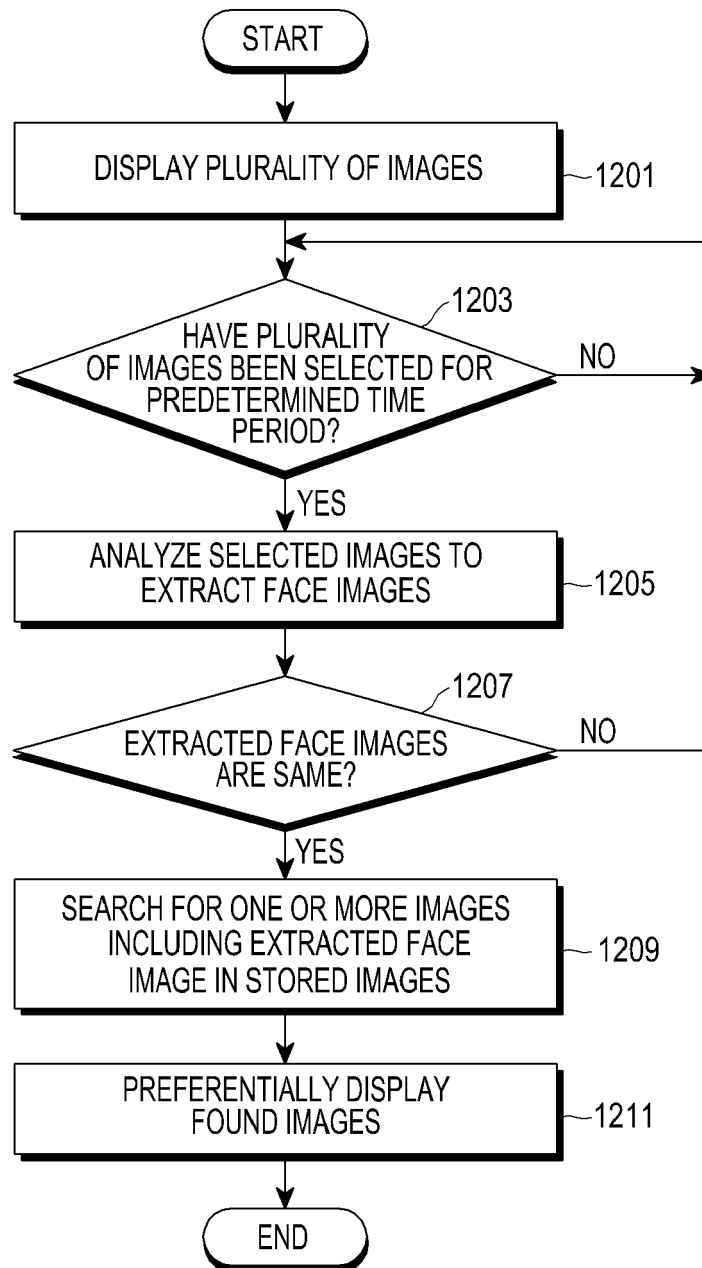 START
DISPLAY PLURALITY OF IMAGES
1201
1203
HAVE PLURALITY
OF IMAGES BEEN SELECTED FOR
PREDETERMINED TIME
PERIOD?
NO
YES
ANALYZE SELECTED IMAGES TO
EXTRACT FACE IMAGES
1205
1207
EXTRACTED FACE IMAGES
ARE SAME?
NO
YES
SEARCH FOR ONE OR MORE IMAGES
INCLUDING EXTRACTED FACE
IMAGE IN STORED IMAGES
1209
PREFERENTIALLY DISPLAY
FOUND IMAGES
1211
END